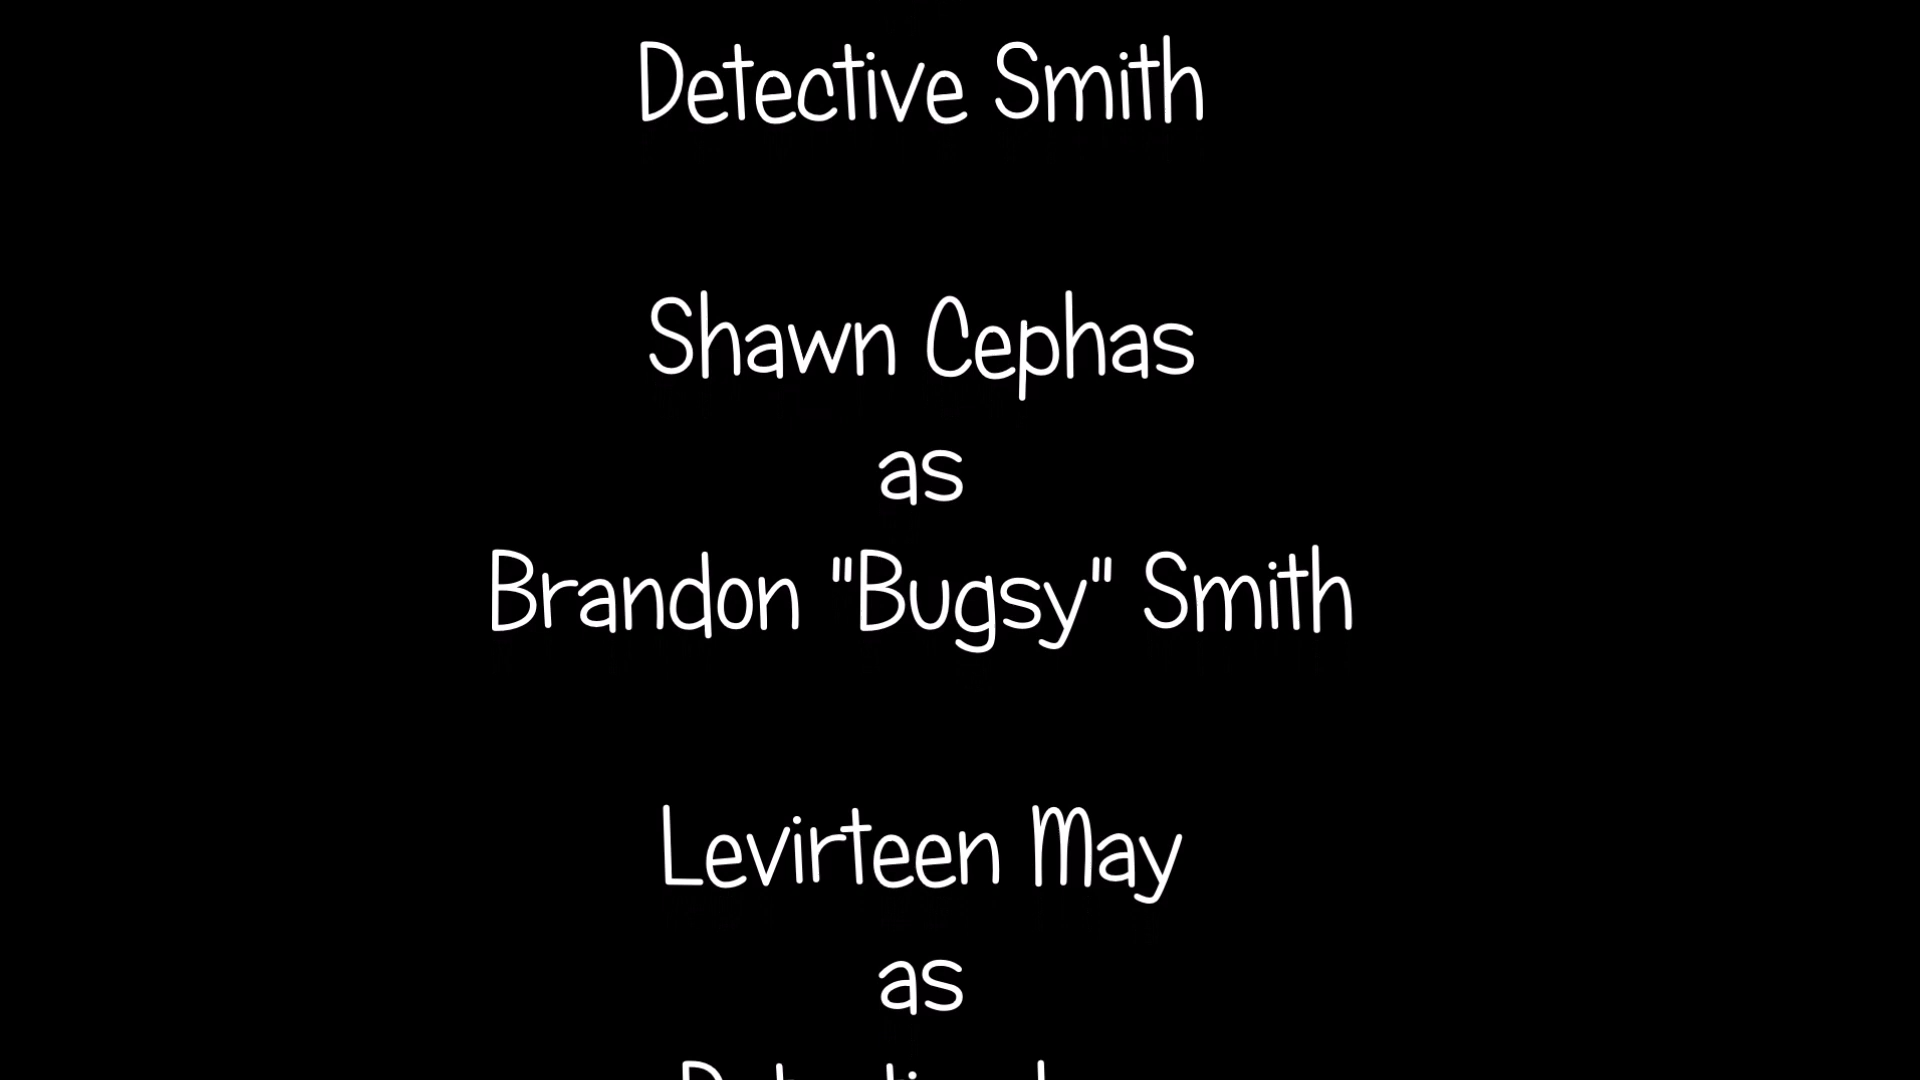 Detective Smith
Shawn Cephas
as
Brandon "Bugsy" Smith
Levirteen May
as